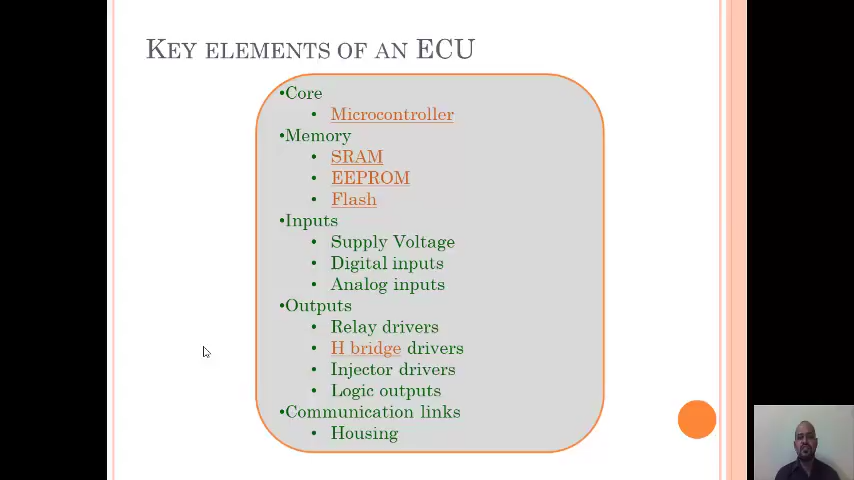 KEY ELEMENTS OF AN ECU
•Core
• Microcontroller
•Memory
• SRAM
• EEPROM
• Flash
•Inputs
• Supply Voltage
• Digital inputs
• Analog inputs
•Outputs
• Relay drivers
• H bridge drivers
• Injector drivers
• Logic outputs
•Communication links
• Housing